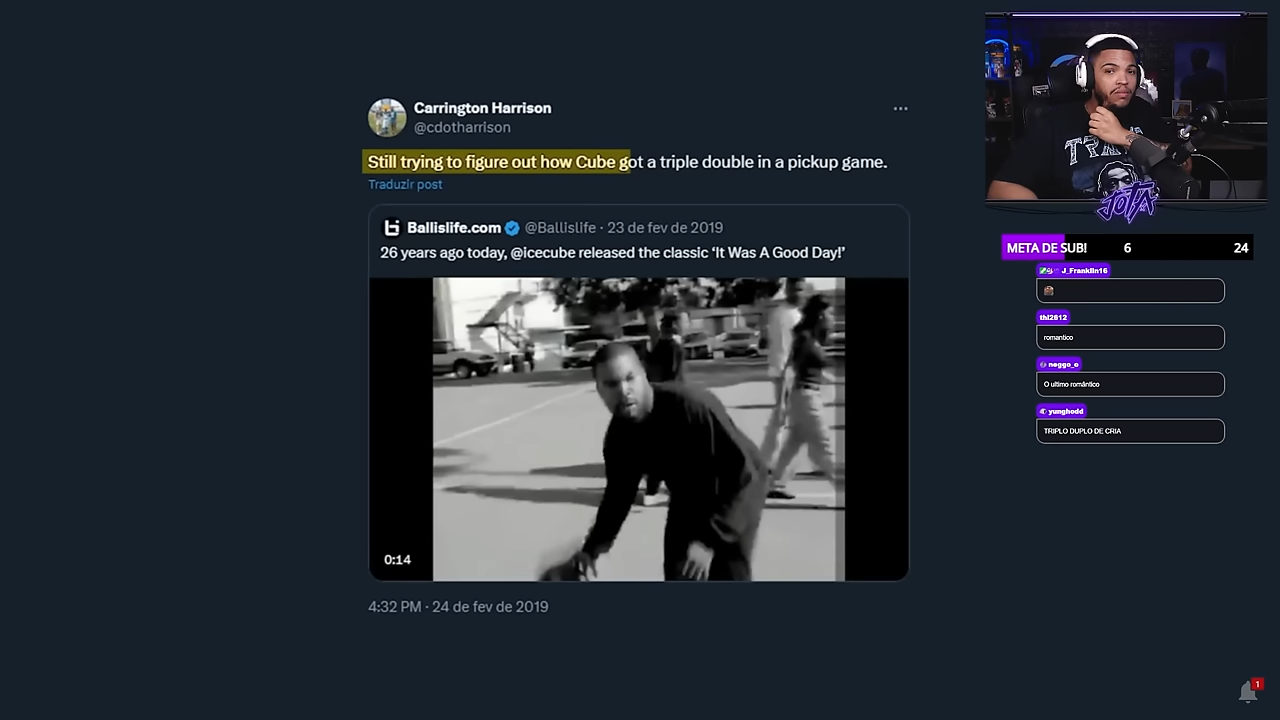 Carrington Harrison
@cdotharrison
Still trying to figure out how Cube got a triple double in a pickup game.
Traduzir post
Ballislife.com @Ballislife · 23 de fev de 2019
26 years ago today, @icecube released the classic ‘It Was A Good Day!’
0:14
4:32 PM · 24 de fev de 2019
JOTA
META DE SUB! 6 24
J_Franklin16
thi2612
romantico
neggo_o
O ultimo romântico
yunghodd
TRIPLO DUPLO DE CRIA
1